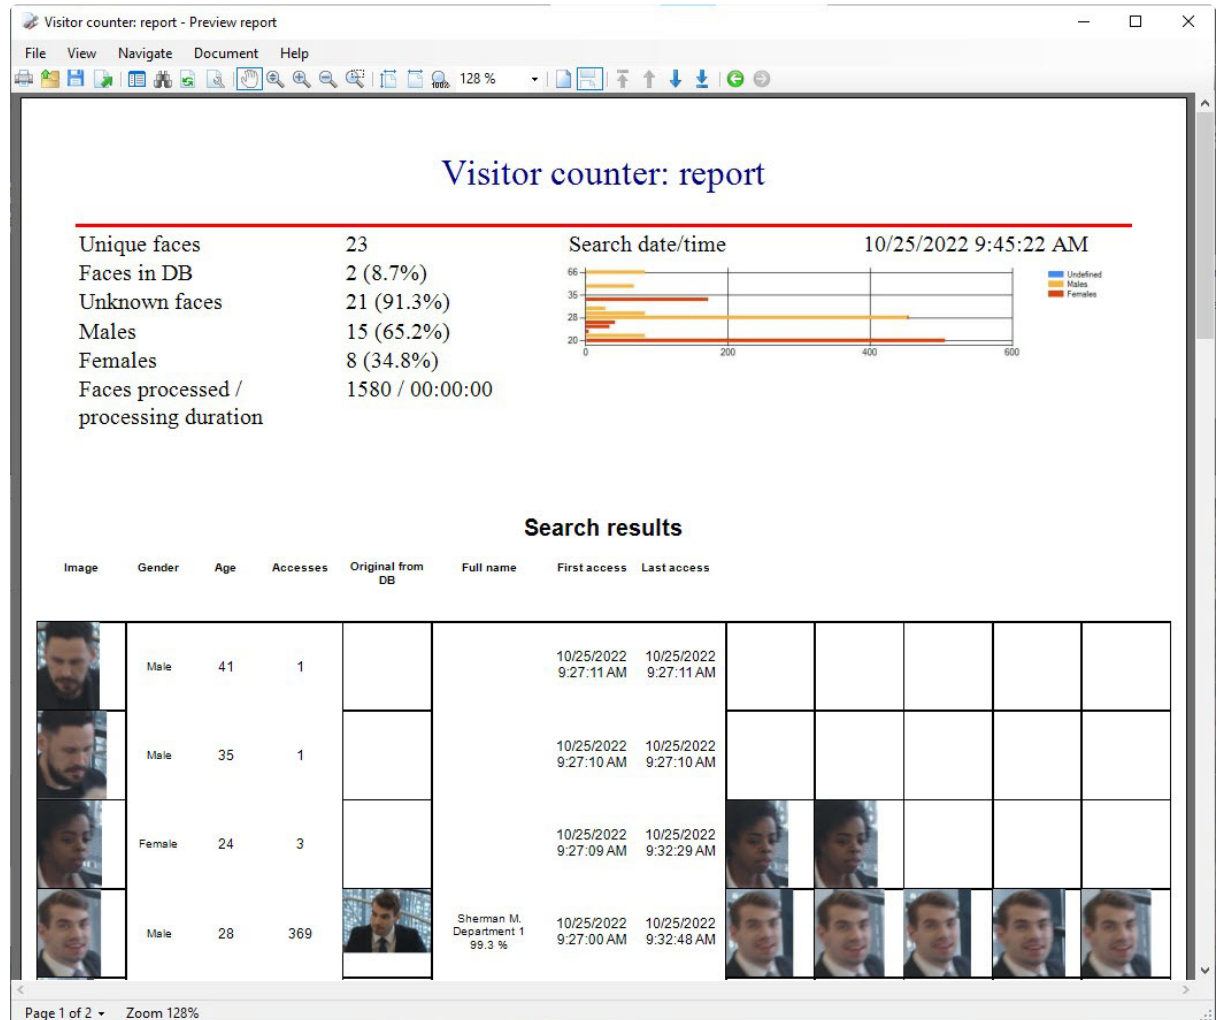 Visitor counter: report - Preview report
File View Navigate Document Help
100% 128 %
Visitor counter: report
Unique faces 23 Search date/time 10/25/2022 9:45:22 AM
Faces in DB 2 (8.7%)
Unknown faces 21 (91.3%)
Males 15 (65.2%)
Females 8 (34.8%)
Faces processed / 1580 / 00:00:00
processing duration
66
35
28
20
0 200 400 600
Undefined
Males
Females
Search results
Image Gender Age Accesses Original from Full name First access Last access
DB
Male 41 1 10/25/2022 10/25/2022
9:27:11 AM 9:27:11 AM
Male 35 1 10/25/2022 10/25/2022
9:27:10 AM 9:27:10 AM
Female 24 3 10/25/2022 10/25/2022
9:27:09 AM 9:32:29 AM
Male 28 369 Sherman M. 10/25/2022 10/25/2022
Department 1 9:27:00 AM 9:32:48 AM
99.3 %
Page 1 of 2 Zoom 128%